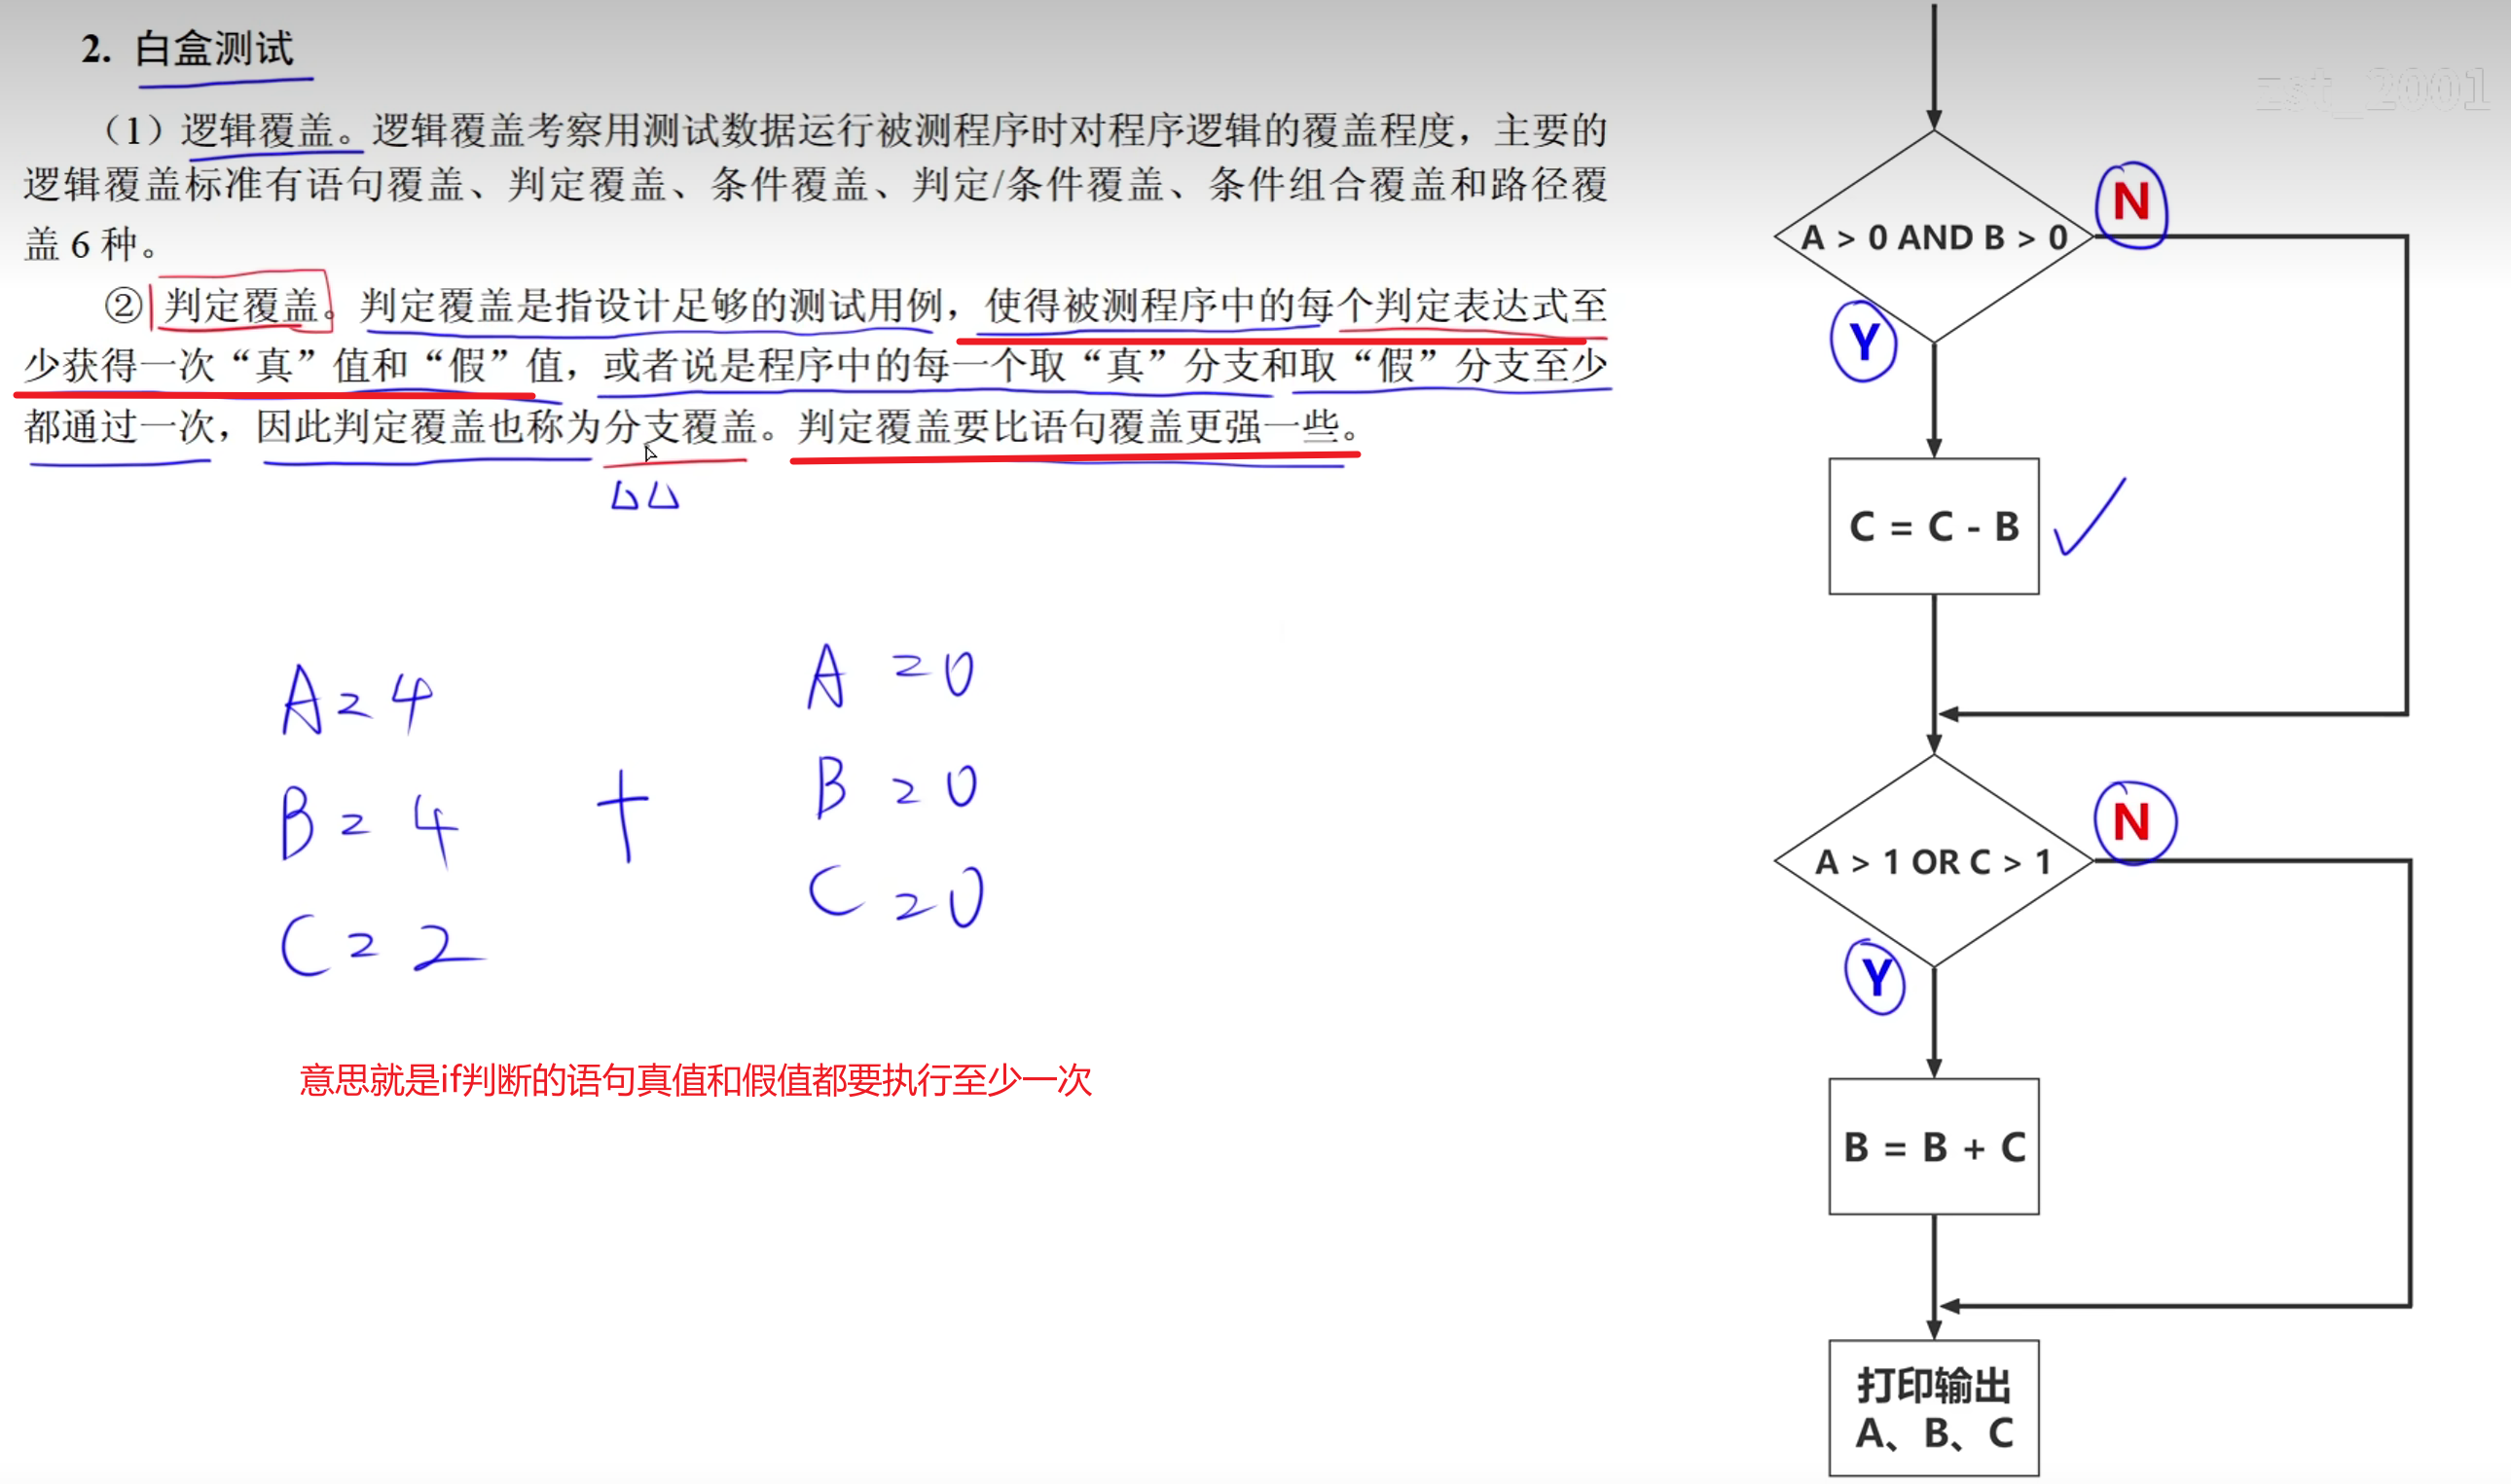 2. 白盒测试
（1）逻辑覆盖。逻辑覆盖考察用测试数据运行被测程序时对程序逻辑的覆盖程度，主要的
逻辑覆盖标准有语句覆盖、判定覆盖、条件覆盖、判定/条件覆盖、条件组合覆盖和路径覆
盖 6 种。
② 判定覆盖。判定覆盖是指设计足够的测试用例，使得被测程序中的每个判定表达式至
少获得一次“真”值和“假”值，或者说是程序中的每一个取“真”分支和取“假”分支至少
都通过一次，因此判定覆盖也称为分支覆盖。判定覆盖要比语句覆盖更强一些。
A=4
B=4
C=2
+
A=0
B=0
C=0
意思就是if判断的语句真值和假值都要执行至少一次
zst_2001
A > 0 AND B > 0
N
Y
C = C - B
A > 1 OR C > 1
N
Y
B = B + C
打印输出
A、B、C